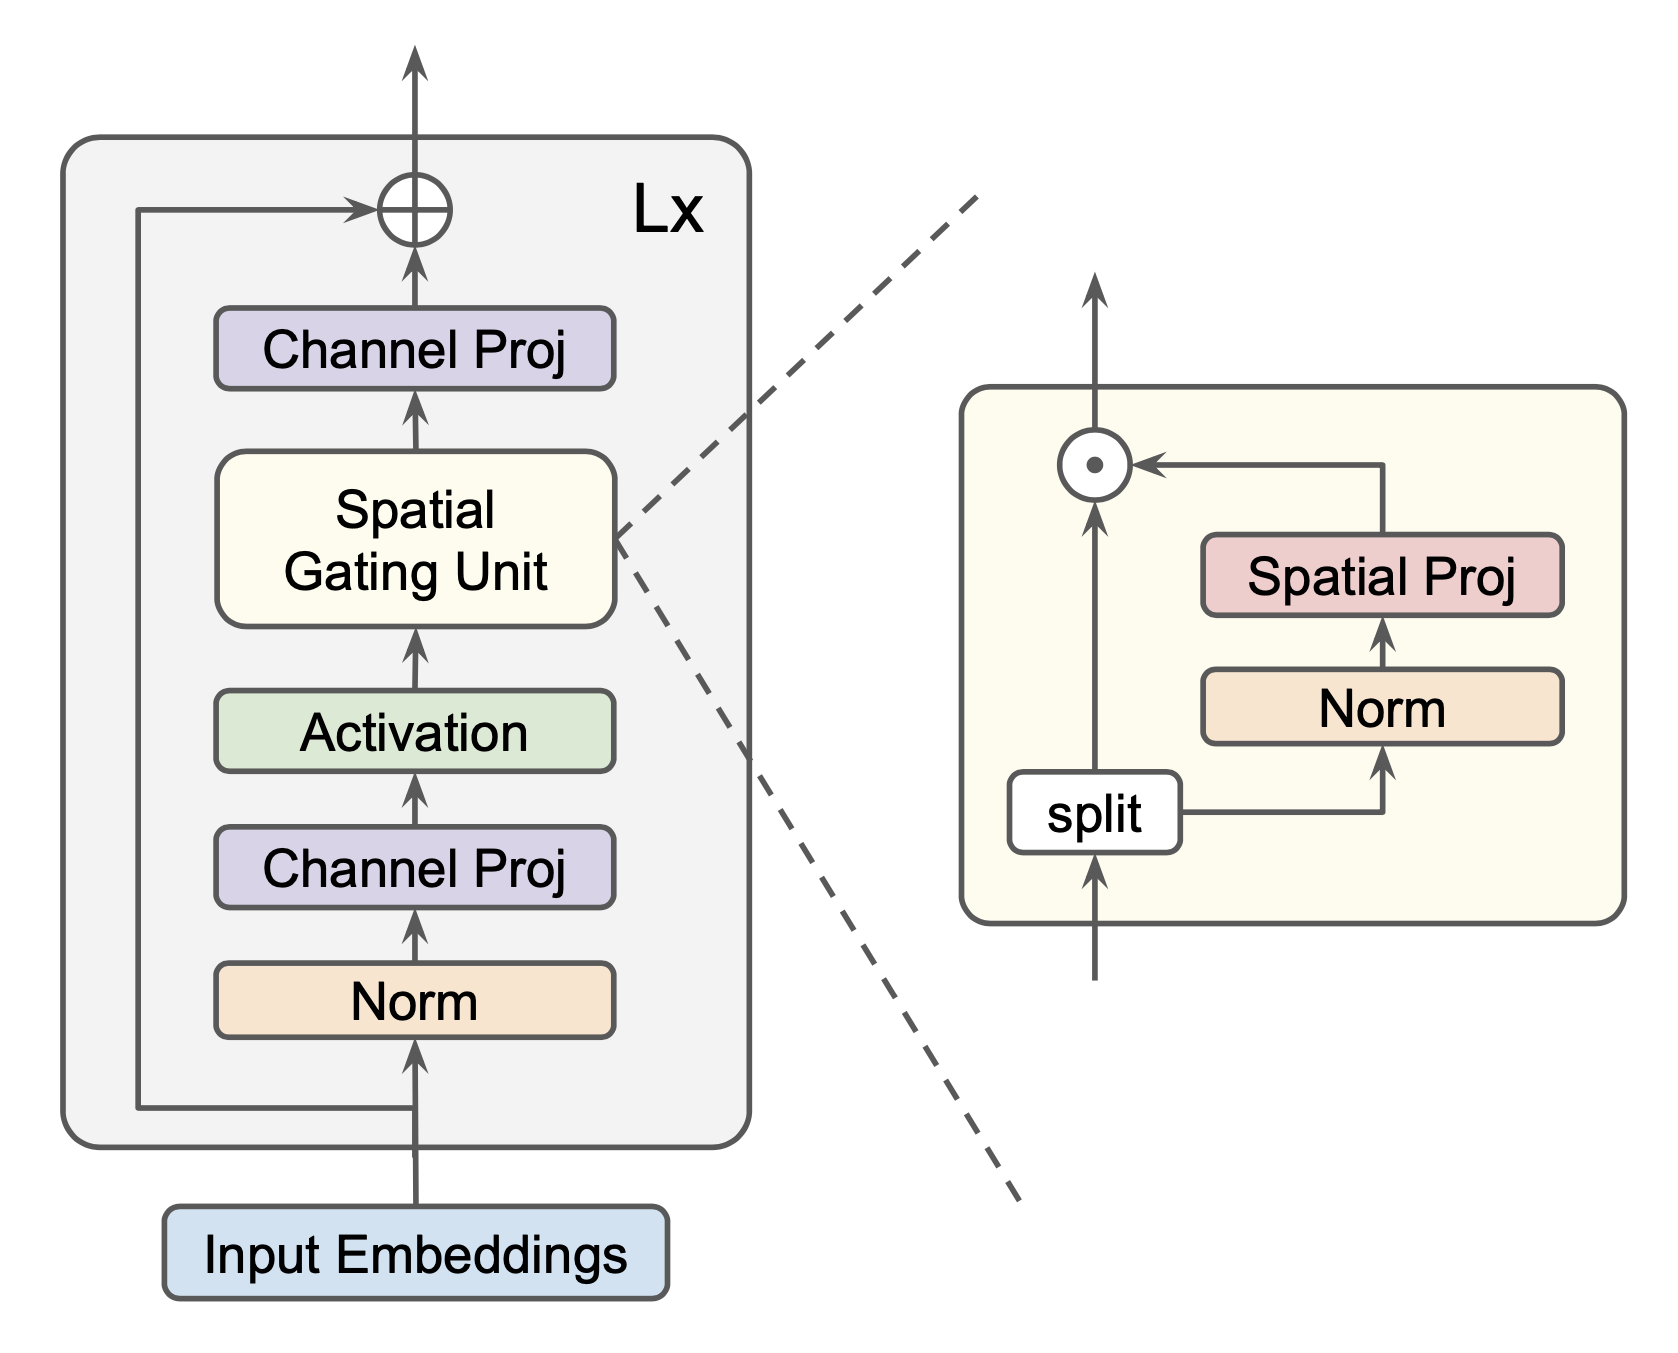 Lx
Channel Proj
Spatial
Gating Unit
Activation
Channel Proj
Norm
Input Embeddings
Spatial Proj
Norm
split